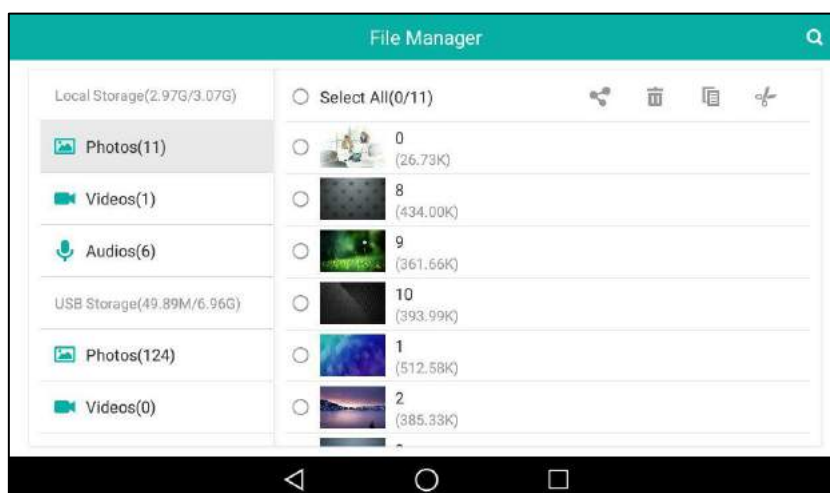 File Manager
Local Storage(2.97G/3.07G)
Photos(11)
Videos(1)
Audios(6)
USB Storage(49.89M/6.96G)
Photos(124)
Videos(0)
Select All(0/11)
0
(26.73K)
8
(434.00K)
9
(361.66K)
10
(393.99K)
1
(512.58K)
2
(385.33K)